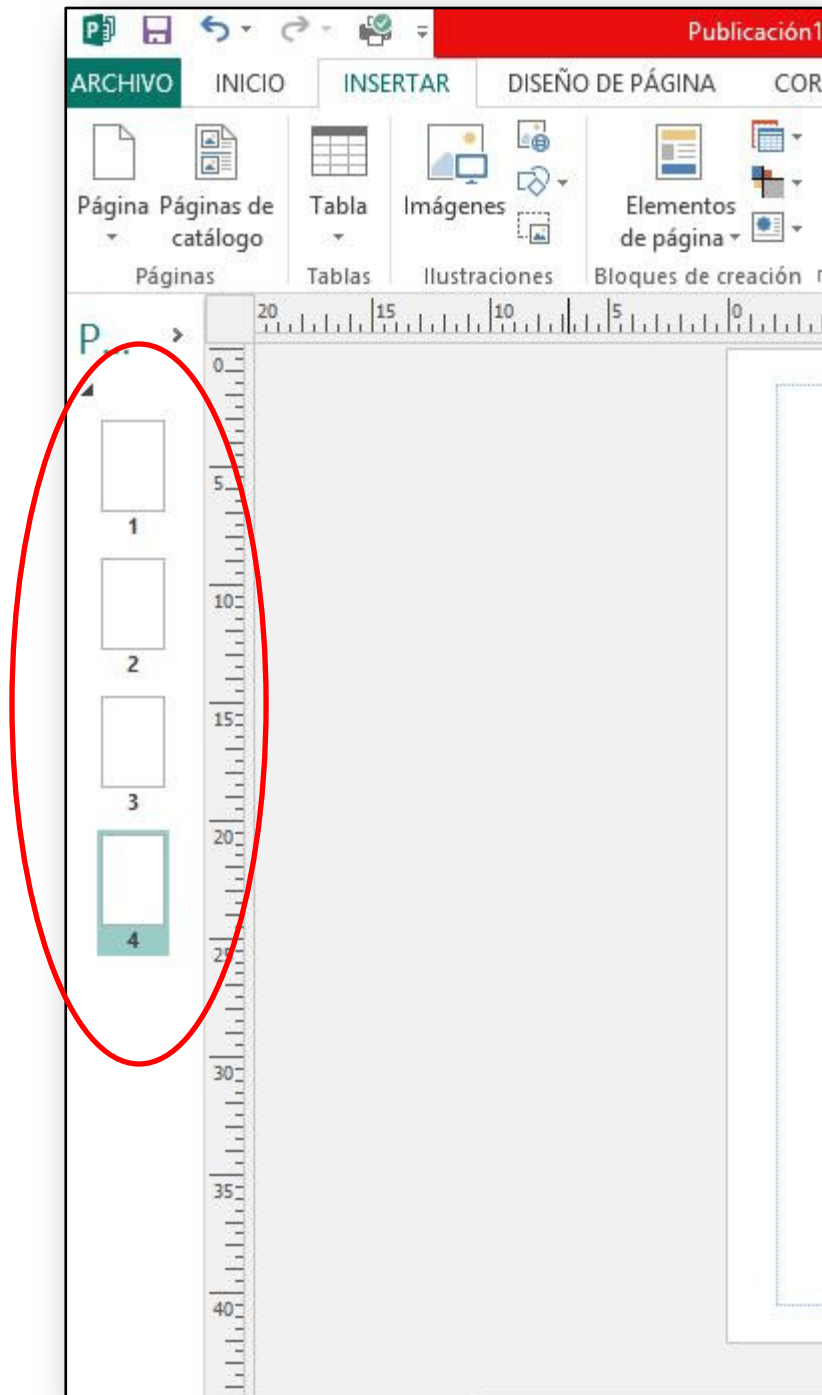 Publicación1
ARCHIVO INICIO INSERTAR DISEÑO DE PÁGINA COR
Página Páginas de catálogo Tabla Imágenes Elementos de página
Páginas Tablas Ilustraciones Bloques de creación
P...
20 15 10 5 0
0
5
10
15
20
25
30
35
40
1
2
3
4